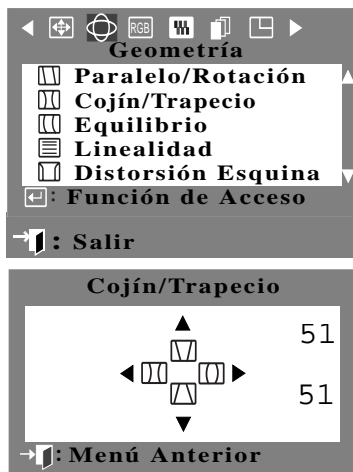 RGB
Geometría
Paralelo/Rotación
Cojín/Trapecio
Equilibrio
Linealidad
Distorsión Esquina
: Función de Acceso
: Salir
Cojín/Trapecio
51
51
: Menú Anterior